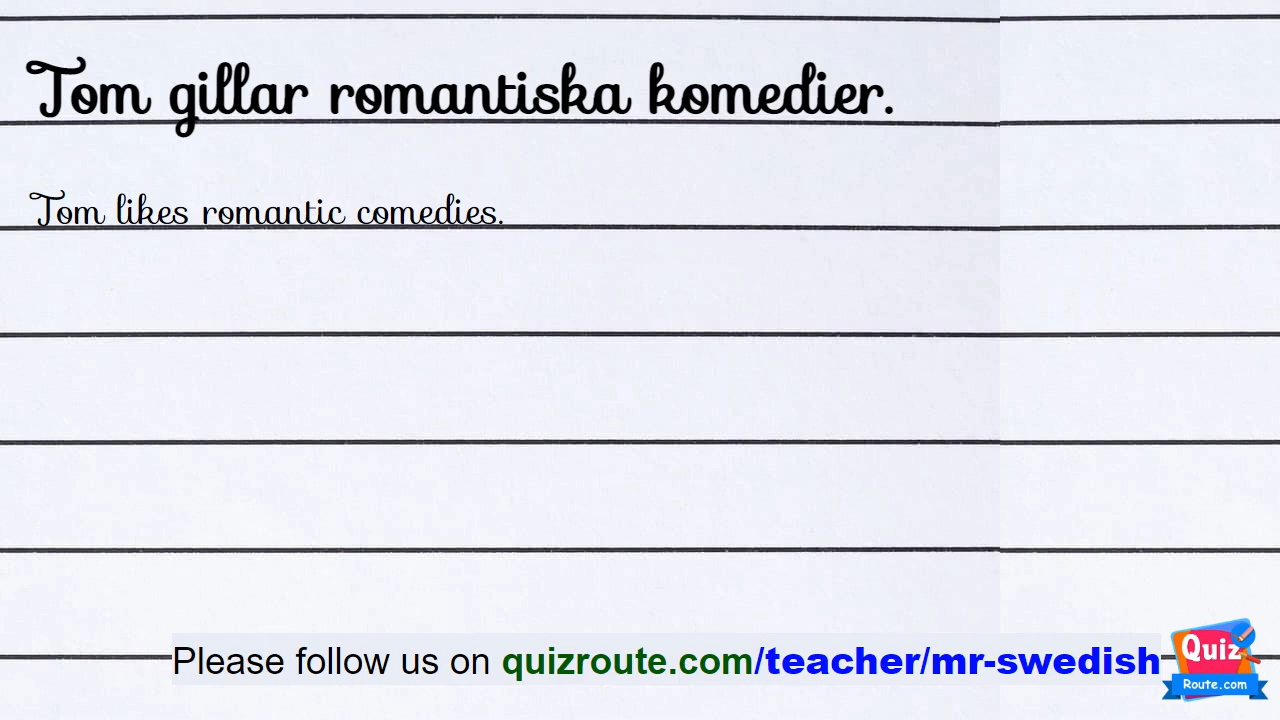 Tom gillar romantiska komedier.
Tom likes romantic comedies.
Please follow us on quizroute.com/teacher/mr-swedish
Quiz
Route.com